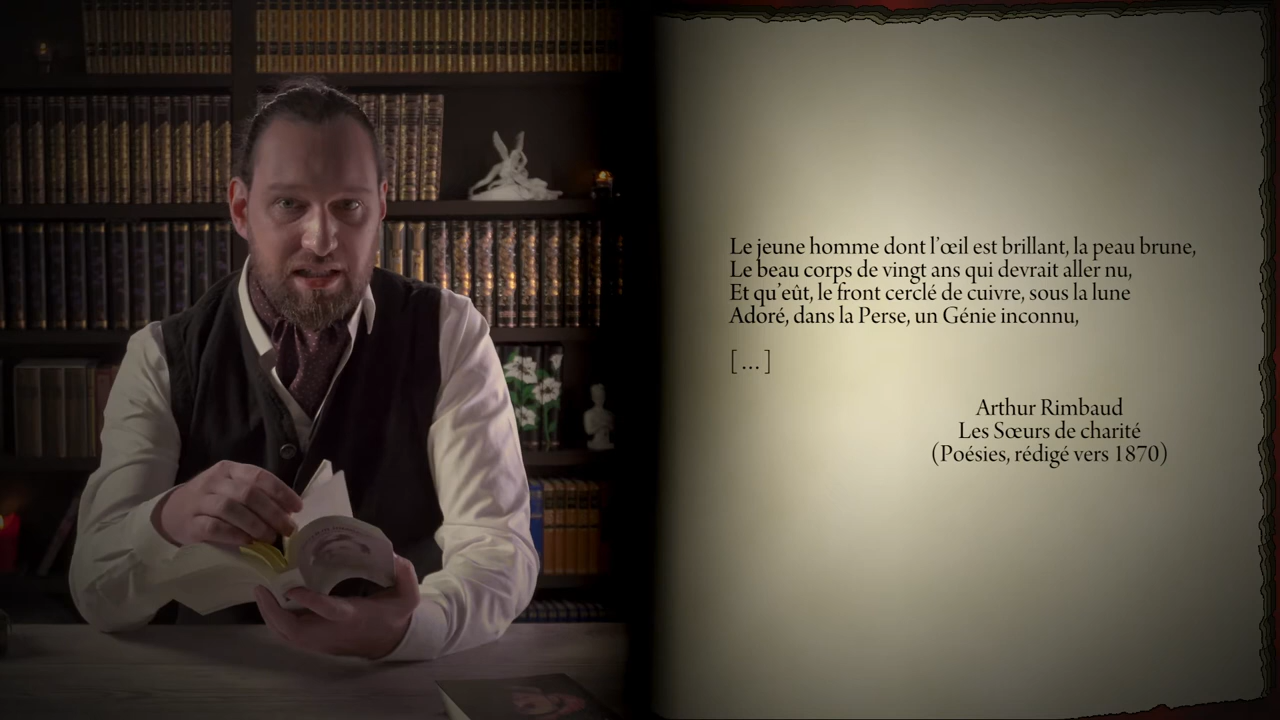 Le jeune homme dont l’œil est brillant, la peau brune,
Le beau corps de vingt ans qui devrait aller nu,
Et qu’eût, le front cerclé de cuivre, sous la lune
Adoré, dans la Perse, un Génie inconnu,
[ ... ]
Arthur Rimbaud
Les Sœurs de charité
(Poésies, rédigé vers 1870)